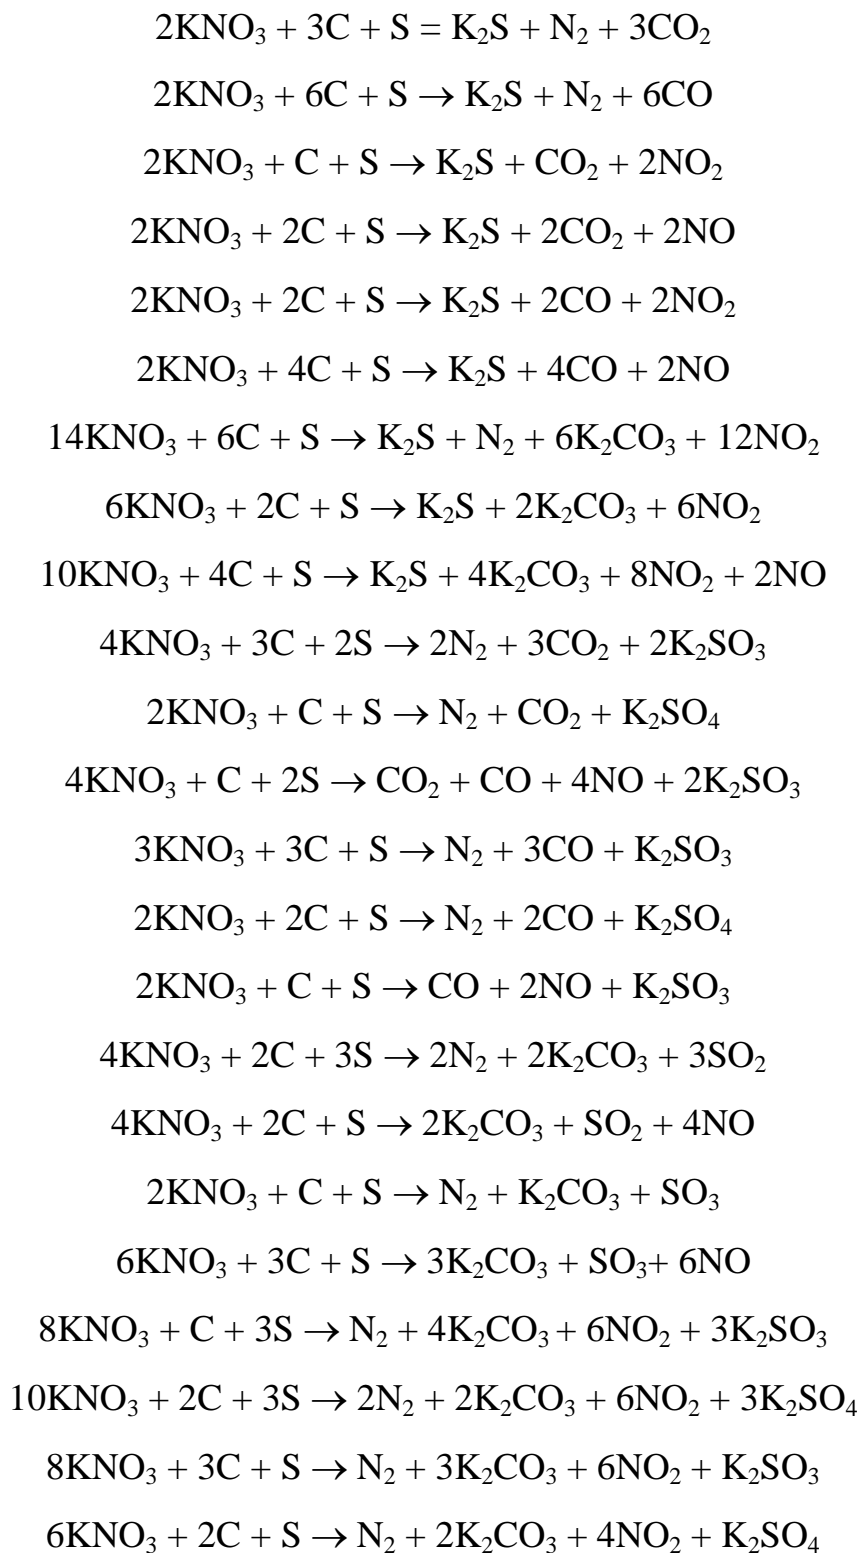 2KNO₃ + 3C + S = K₂S + N₂ + 3CO₂
2KNO₃ + 6C + S → K₂S + N₂ + 6CO
2KNO₃ + C + S → K₂S + CO₂ + 2NO₂
2KNO₃ + 2C + S → K₂S + 2CO₂ + 2NO
2KNO₃ + 2C + S → K₂S + 2CO + 2NO₂
2KNO₃ + 4C + S → K₂S + 4CO + 2NO
14KNO₃ + 6C + S → K₂S + N₂ + 6K₂CO₃ + 12NO₂
6KNO₃ + 2C + S → K₂S + 2K₂CO₃ + 6NO₂
10KNO₃ + 4C + S → K₂S + 4K₂CO₃ + 8NO₂ + 2NO
4KNO₃ + 3C + 2S → 2N₂ + 3CO₂ + 2K₂SO₃
2KNO₃ + C + S → N₂ + CO₂ + K₂SO₄
4KNO₃ + C + 2S → CO₂ + CO + 4NO + 2K₂SO₃
3KNO₃ + 3C + S → N₂ + 3CO + K₂SO₃
2KNO₃ + 2C + S → N₂ + 2CO + K₂SO₄
2KNO₃ + C + S → CO + 2NO + K₂SO₃
4KNO₃ + 2C + 3S → 2N₂ + 2K₂CO₃ + 3SO₂
4KNO₃ + 2C + S → 2K₂CO₃ + SO₂ + 4NO
2KNO₃ + C + S → N₂ + K₂CO₃ + SO₃
6KNO₃ + 3C + S → 3K₂CO₃ + SO₃+ 6NO
8KNO₃ + C + 3S → N₂ + 4K₂CO₃ + 6NO₂ + 3K₂SO₃
10KNO₃ + 2C + 3S → 2N₂ + 2K₂CO₃ + 6NO₂ + 3K₂SO₄
8KNO₃ + 3C + S → N₂ + 3K₂CO₃ + 6NO₂ + K₂SO₃
6KNO₃ + 2C + S → N₂ + 2K₂CO₃ + 4NO₂ + K₂SO₄